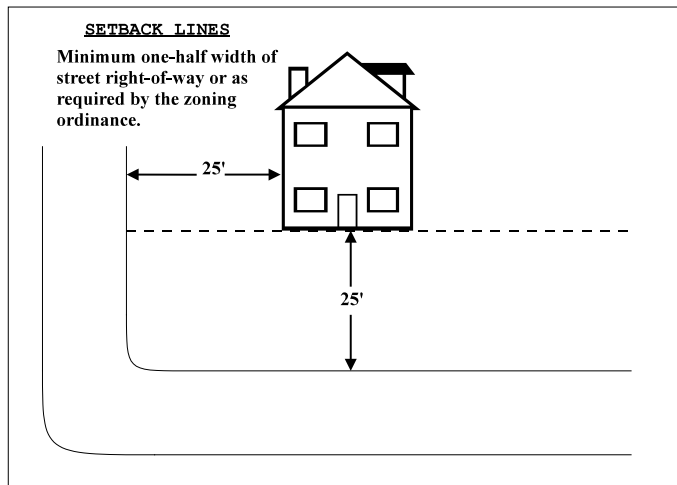 SETBACK LINES
Minimum one-half width of
street right-of-way or as
required by the zoning
ordinance.
25'
25'